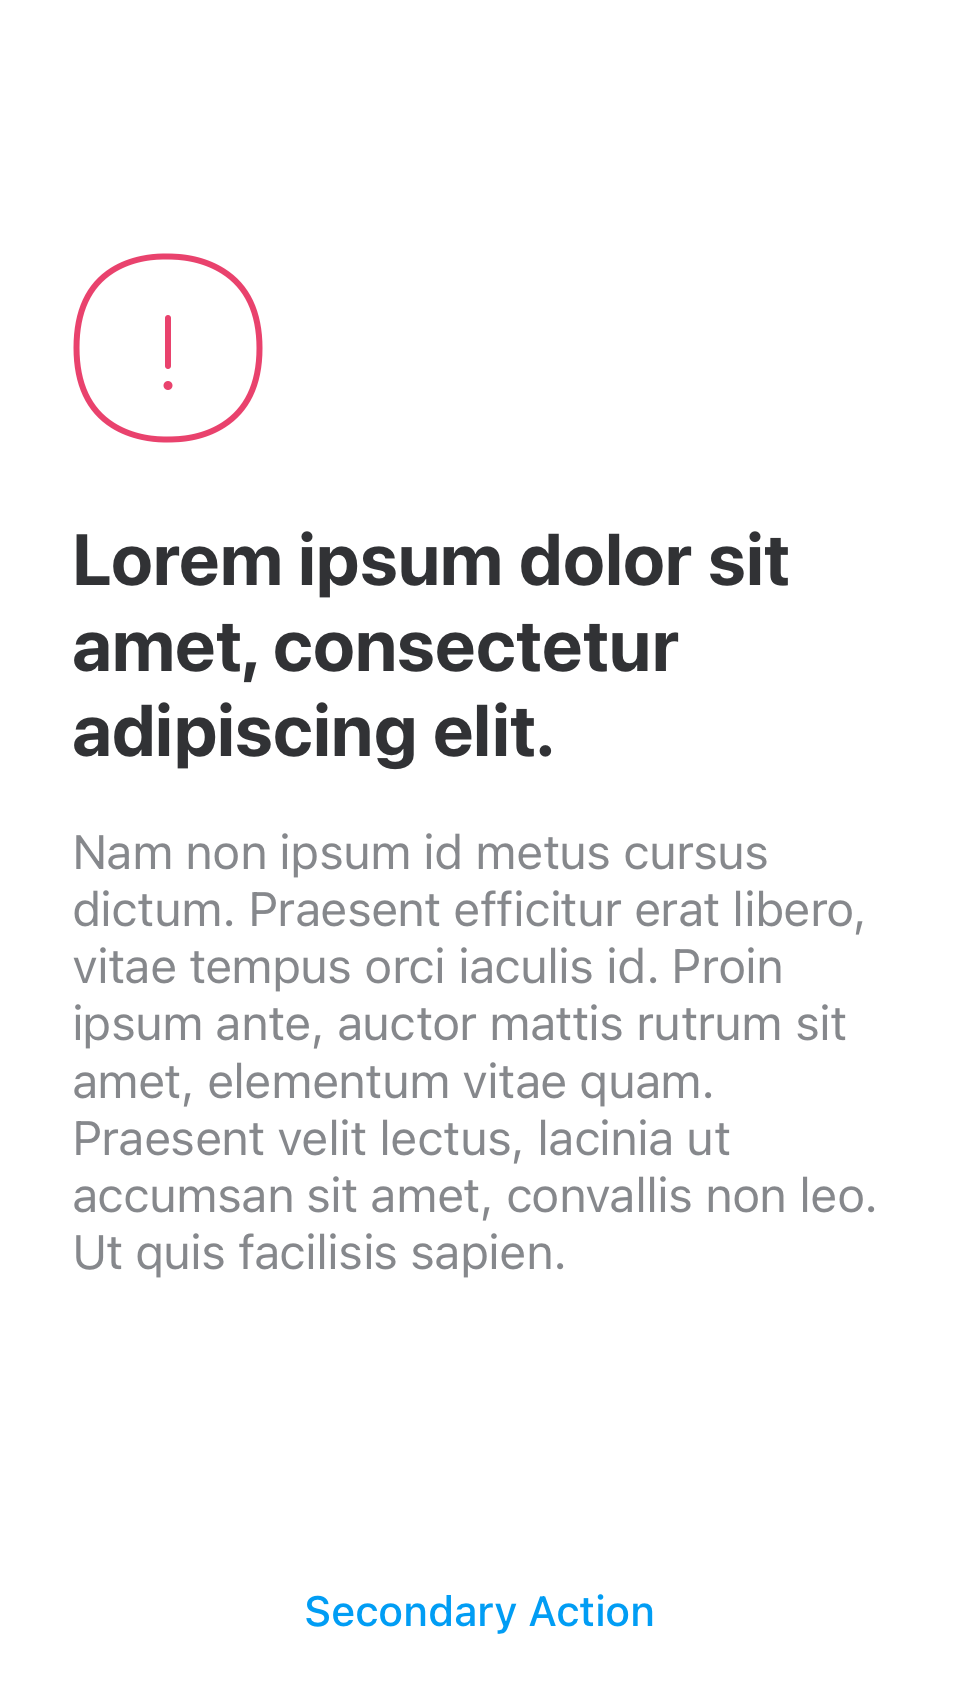 Lorem ipsum dolor sit
amet, consectetur
adipiscing elit.
Nam non ipsum id metus cursus
dictum. Praesent efficitur erat libero,
vitae tempus orci iaculis id. Proin
ipsum ante, auctor mattis rutrum sit
amet, elementum vitae quam.
Praesent velit lectus, lacinia ut
accumsan sit amet, convallis non leo.
Ut quis facilisis sapien.
Secondary Action